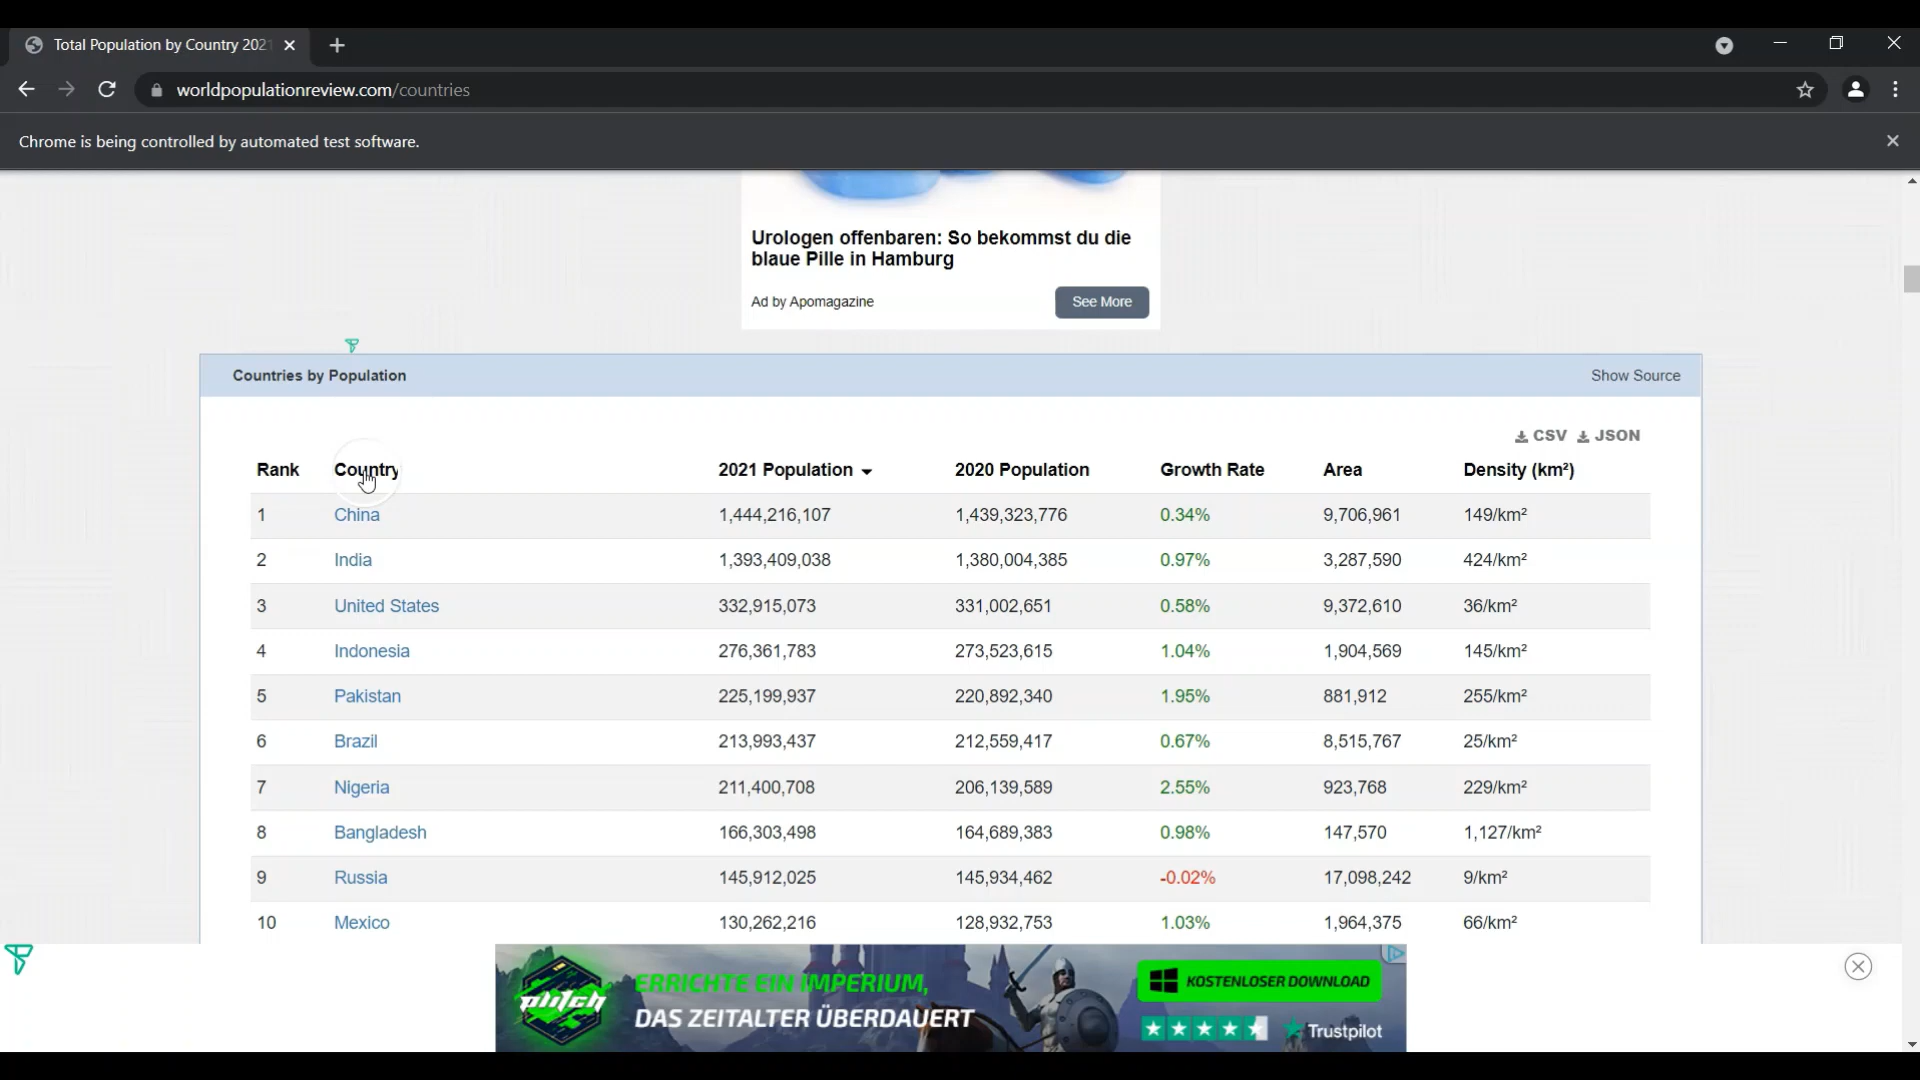 Total Population by Country 2021
worldpopulationreview.com/countries
Chrome is being controlled by automated test software.
Urologen offenbaren: So bekommst du die
blaue Pille in Hamburg
Ad by Apomagazine See More
Countries by Population Show Source
CSV JSON
Rank Country 2021 Population 2020 Population Growth Rate Area Density (km²)
1 China 1,444,216,107 1,439,323,776 0.34% 9,706,961 149/km²
2 India 1,393,409,038 1,380,004,385 0.97% 3,287,590 424/km²
3 United States 332,915,073 331,002,651 0.58% 9,372,610 36/km²
4 Indonesia 276,361,783 273,523,615 1.04% 1,904,569 145/km²
5 Pakistan 225,199,937 220,892,340 1.95% 881,912 255/km²
6 Brazil 213,993,437 212,559,417 0.67% 8,515,767 25/km²
7 Nigeria 211,400,708 206,139,589 2.55% 923,768 229/km²
8 Bangladesh 166,303,498 164,689,383 0.98% 147,570 1,127/km²
9 Russia 145,912,025 145,934,462 -0.02% 17,098,242 9/km²
10 Mexico 130,262,216 128,932,753 1.03% 1,964,375 66/km²
plitch
ERRICHTE EIN IMPERIUM,
DAS ZEITALTER ÜBERDAUERT
KOSTENLOSER DOWNLOAD
Trustpilot